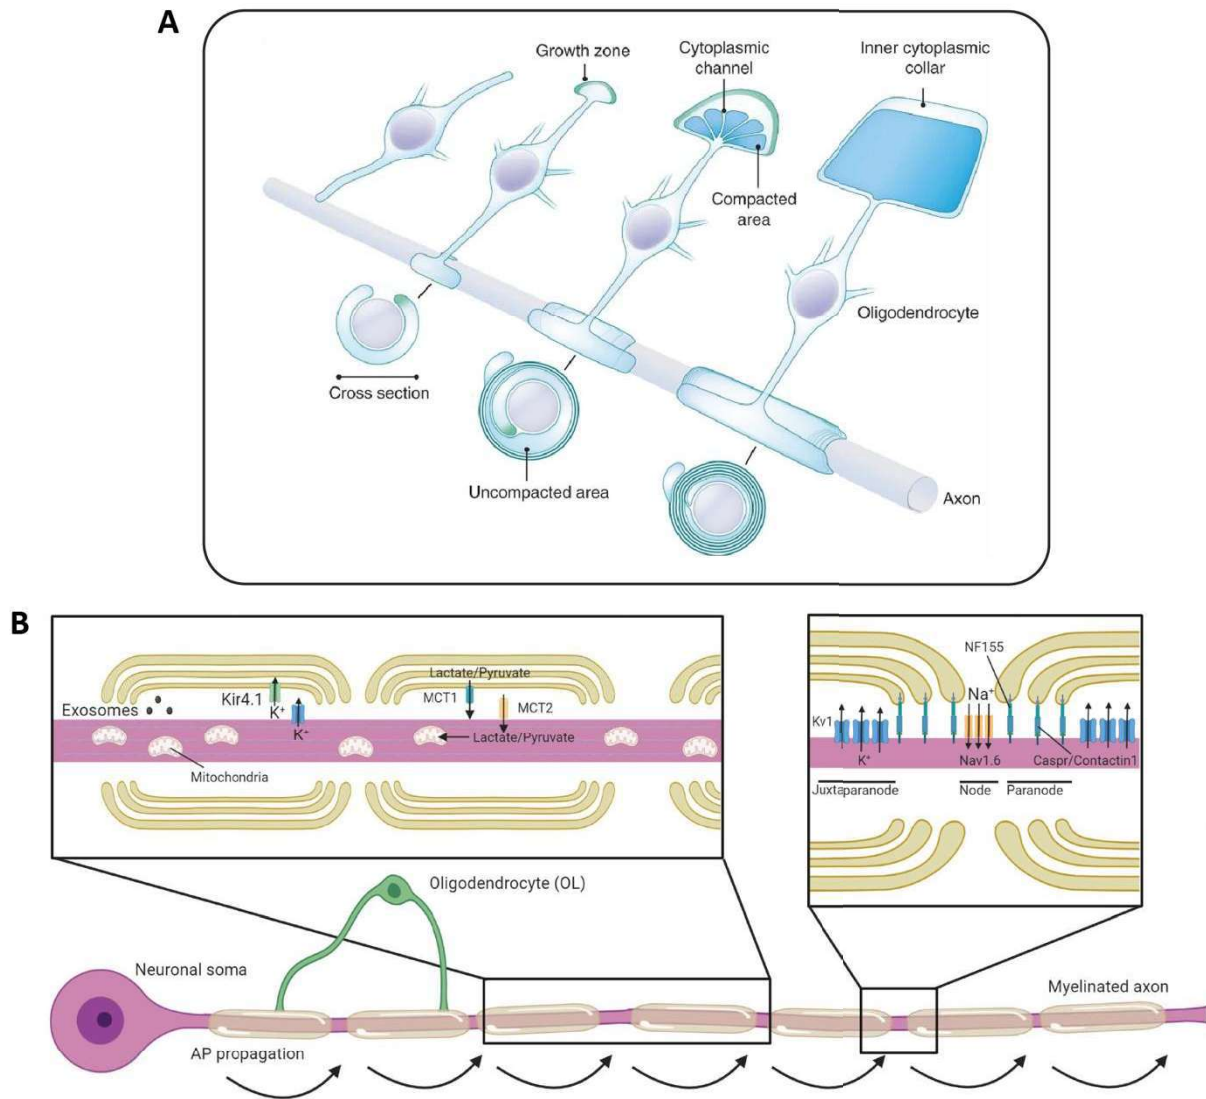 A
Growth zone
Cytoplasmic
channel
Inner cytoplasmic
collar
Compacted
area
Oligodendrocyte
Cross section
Uncompacted area
Axon
B
Exosomes
Kir4.1
K⁺
K⁺
Lactate/Pyruvate
MCT1
MCT2
Lactate/Pyruvate
Mitochondria
NF155
Na⁺
Kv1
K⁺
Nav1.6
Caspr/Contactin1
Juxtaparanode
Node
Paranode
Oligodendrocyte (OL)
Neuronal soma
Myelinated axon
AP propagation